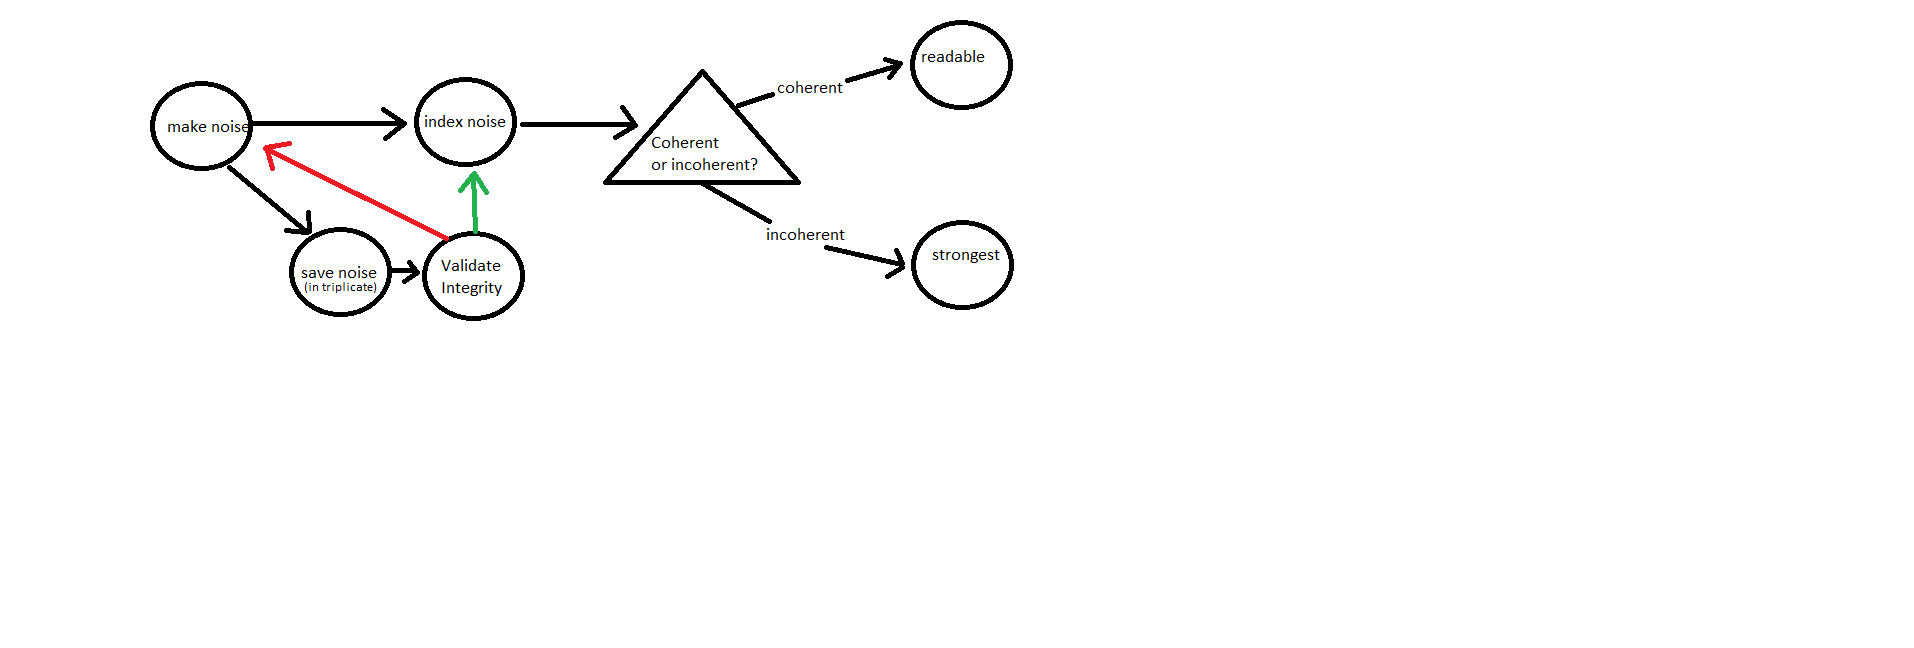 make noise
index noise
Coherent
or incoherent?
coherent
readable
incoherent
strongest
save noise
(in triplicate)
Validate
Integrity